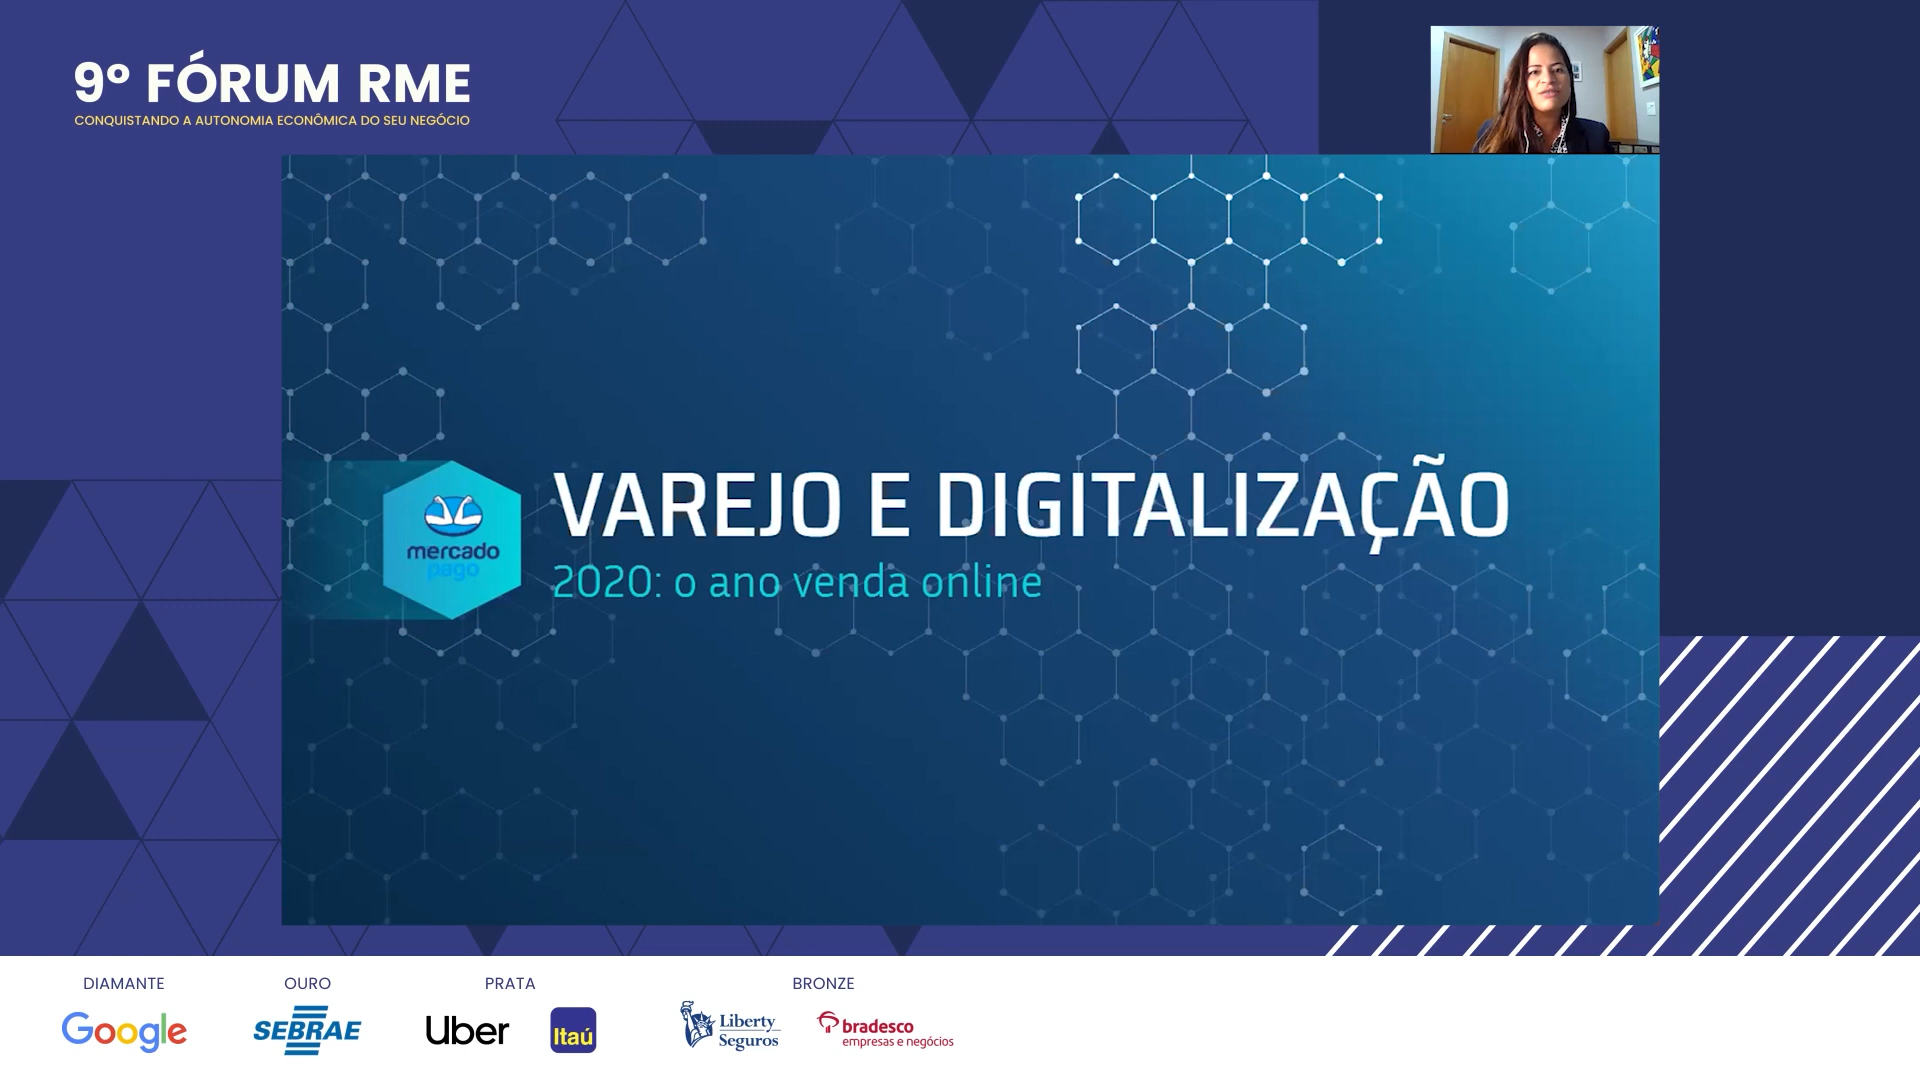 9º FÓRUM RME
CONQUISTANDO A AUTONOMIA ECONÔMICA DO SEU NEGÓCIO
VAREJO E DIGITALIZAÇÃO
mercado
pago
2020: o ano venda online
DIAMANTE
OURO
PRATA
BRONZE
Google
SEBRAE
Uber
Itaú
Liberty
Seguros
bradesco
empresas e negócios